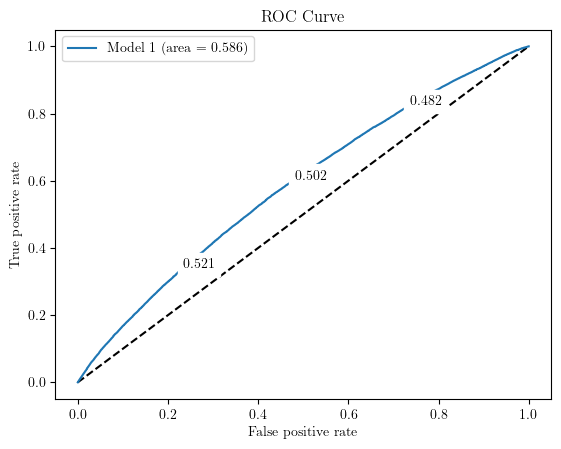 ROC Curve
Model 1 (area = 0.586)
1.0
0.8
0.6
0.4
0.2
0.0
True positive rate
0.482
0.502
0.521
0.0 0.2 0.4 0.6 0.8 1.0
False positive rate